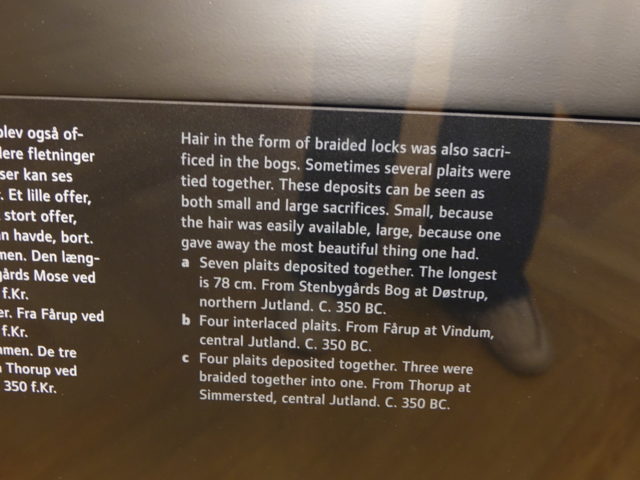 blev også of-
lere fletninger
ser kan ses
. Et lille offer,
stort offer,
n havde, bort.
men. Den læng-
gårds Mose ved
f.Kr.
er. Fra Fårup ved
f.Kr.
amen. De tre
Thorup ved
350 f.Kr.
Hair in the form of braided locks was also sacri-
ficed in the bogs. Sometimes several plaits were
tied together. These deposits can be seen as
both small and large sacrifices. Small, because
the hair was easily available, large, because one
gave away the most beautiful thing one had.
a Seven plaits deposited together. The longest
is 78 cm. From Stenbygårds Bog at Døstrup,
northern Jutland. C. 350 BC.
b Four interlaced plaits. From Fårup at Vindum,
central Jutland. C. 350 BC.
c Four plaits deposited together. Three were
braided together into one. From Thorup at
Simmersted, central Jutland. C. 350 BC.